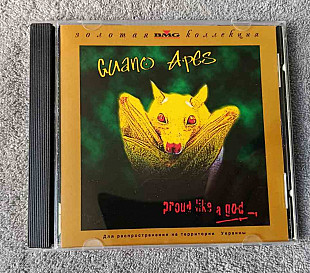 золотая BMG коллекция
Guano Apes
proud like a god
Для распространения на территории Украины